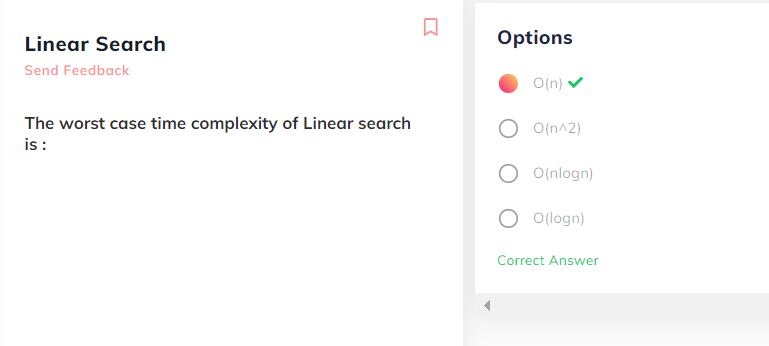 Linear Search
Send Feedback
The worst case time complexity of Linear search
is :
Options
O(n)
O(n^2)
O(nlogn)
O(logn)
Correct Answer